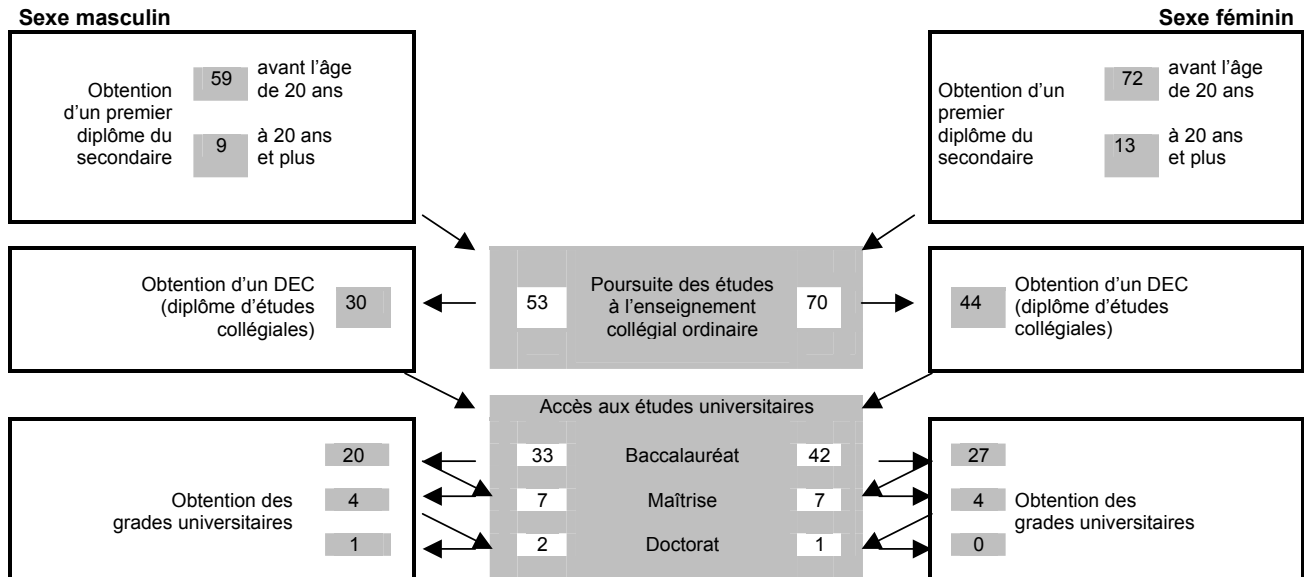 Sexe masculin
Sexe féminin
Obtention
d'un premier
diplôme du
secondaire
59
avant l'âge
de 20 ans
9
à 20 ans
et plus
Obtention d'un
premier
diplôme du
secondaire
72
avant l'âge
de 20 ans
13
à 20 ans
et plus
Obtention d'un DEC
(diplôme d'études
collégiales)
30
53
Poursuite des études
à l'enseignement
collégial ordinaire
70
44
Obtention d'un DEC
(diplôme d'études
collégiales)
Accès aux études universitaires
20
33
Baccalauréat
42
27
Obtention des
grades universitaires
4
7
Maîtrise
7
4
Obtention des
grades universitaires
1
2
Doctorat
1
0